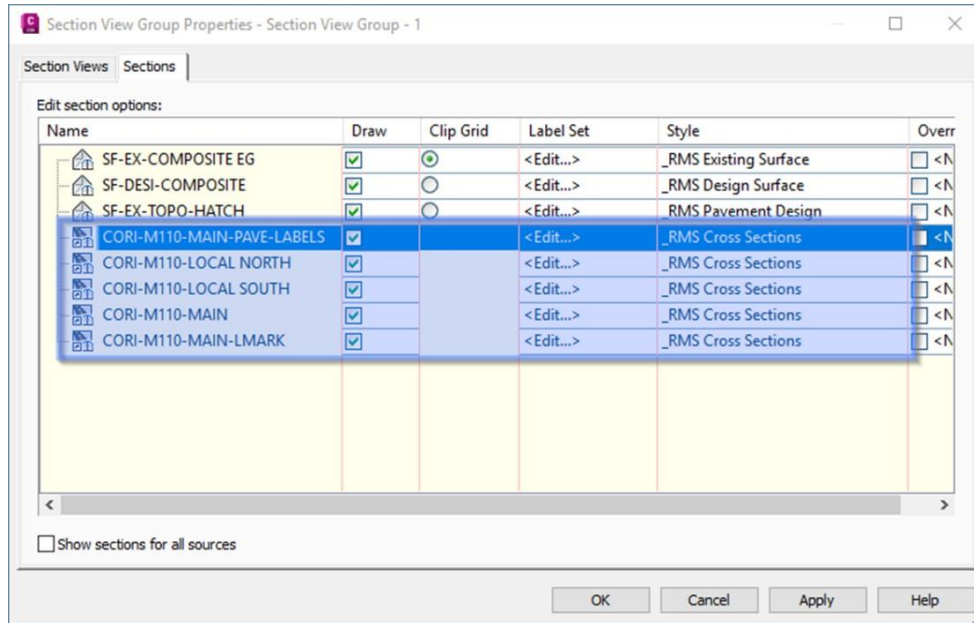 Section View Group Properties - Section View Group - 1
Section Views Sections
Edit section options:
Name Draw Clip Grid Label Set Style Overr
SF-EX-COMPOSITE EG <Edit...> _RMS Existing Surface <N
SF-DESI-COMPOSITE <Edit...> _RMS Design Surface <N
SF-EX-TOPO-HATCH <Edit...> _RMS Pavement Design <N
CORI-M110-MAIN-PAVE-LABELS <Edit...> _RMS Cross Sections <N
CORI-M110-LOCAL NORTH <Edit...> _RMS Cross Sections <N
CORI-M110-LOCAL SOUTH <Edit...> _RMS Cross Sections <N
CORI-M110-MAIN <Edit...> _RMS Cross Sections <N
CORI-M110-MAIN-LMARK <Edit...> _RMS Cross Sections <N
Show sections for all sources
OK Cancel Apply Help